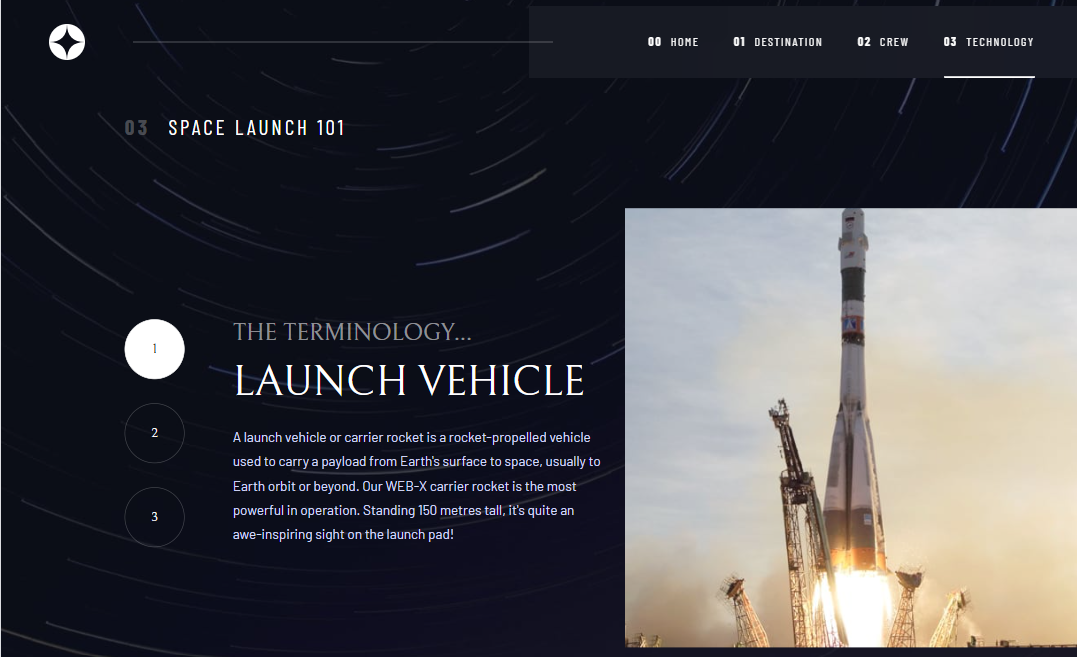 00 HOME 01 DESTINATION 02 CREW 03 TECHNOLOGY
03 SPACE LAUNCH 101
1
2
3
THE TERMINOLOGY...
LAUNCH VEHICLE
A launch vehicle or carrier rocket is a rocket-propelled vehicle
used to carry a payload from Earth's surface to space, usually to
Earth orbit or beyond. Our WEB-X carrier rocket is the most
powerful in operation. Standing 150 metres tall, it's quite an
awe-inspiring sight on the launch pad!